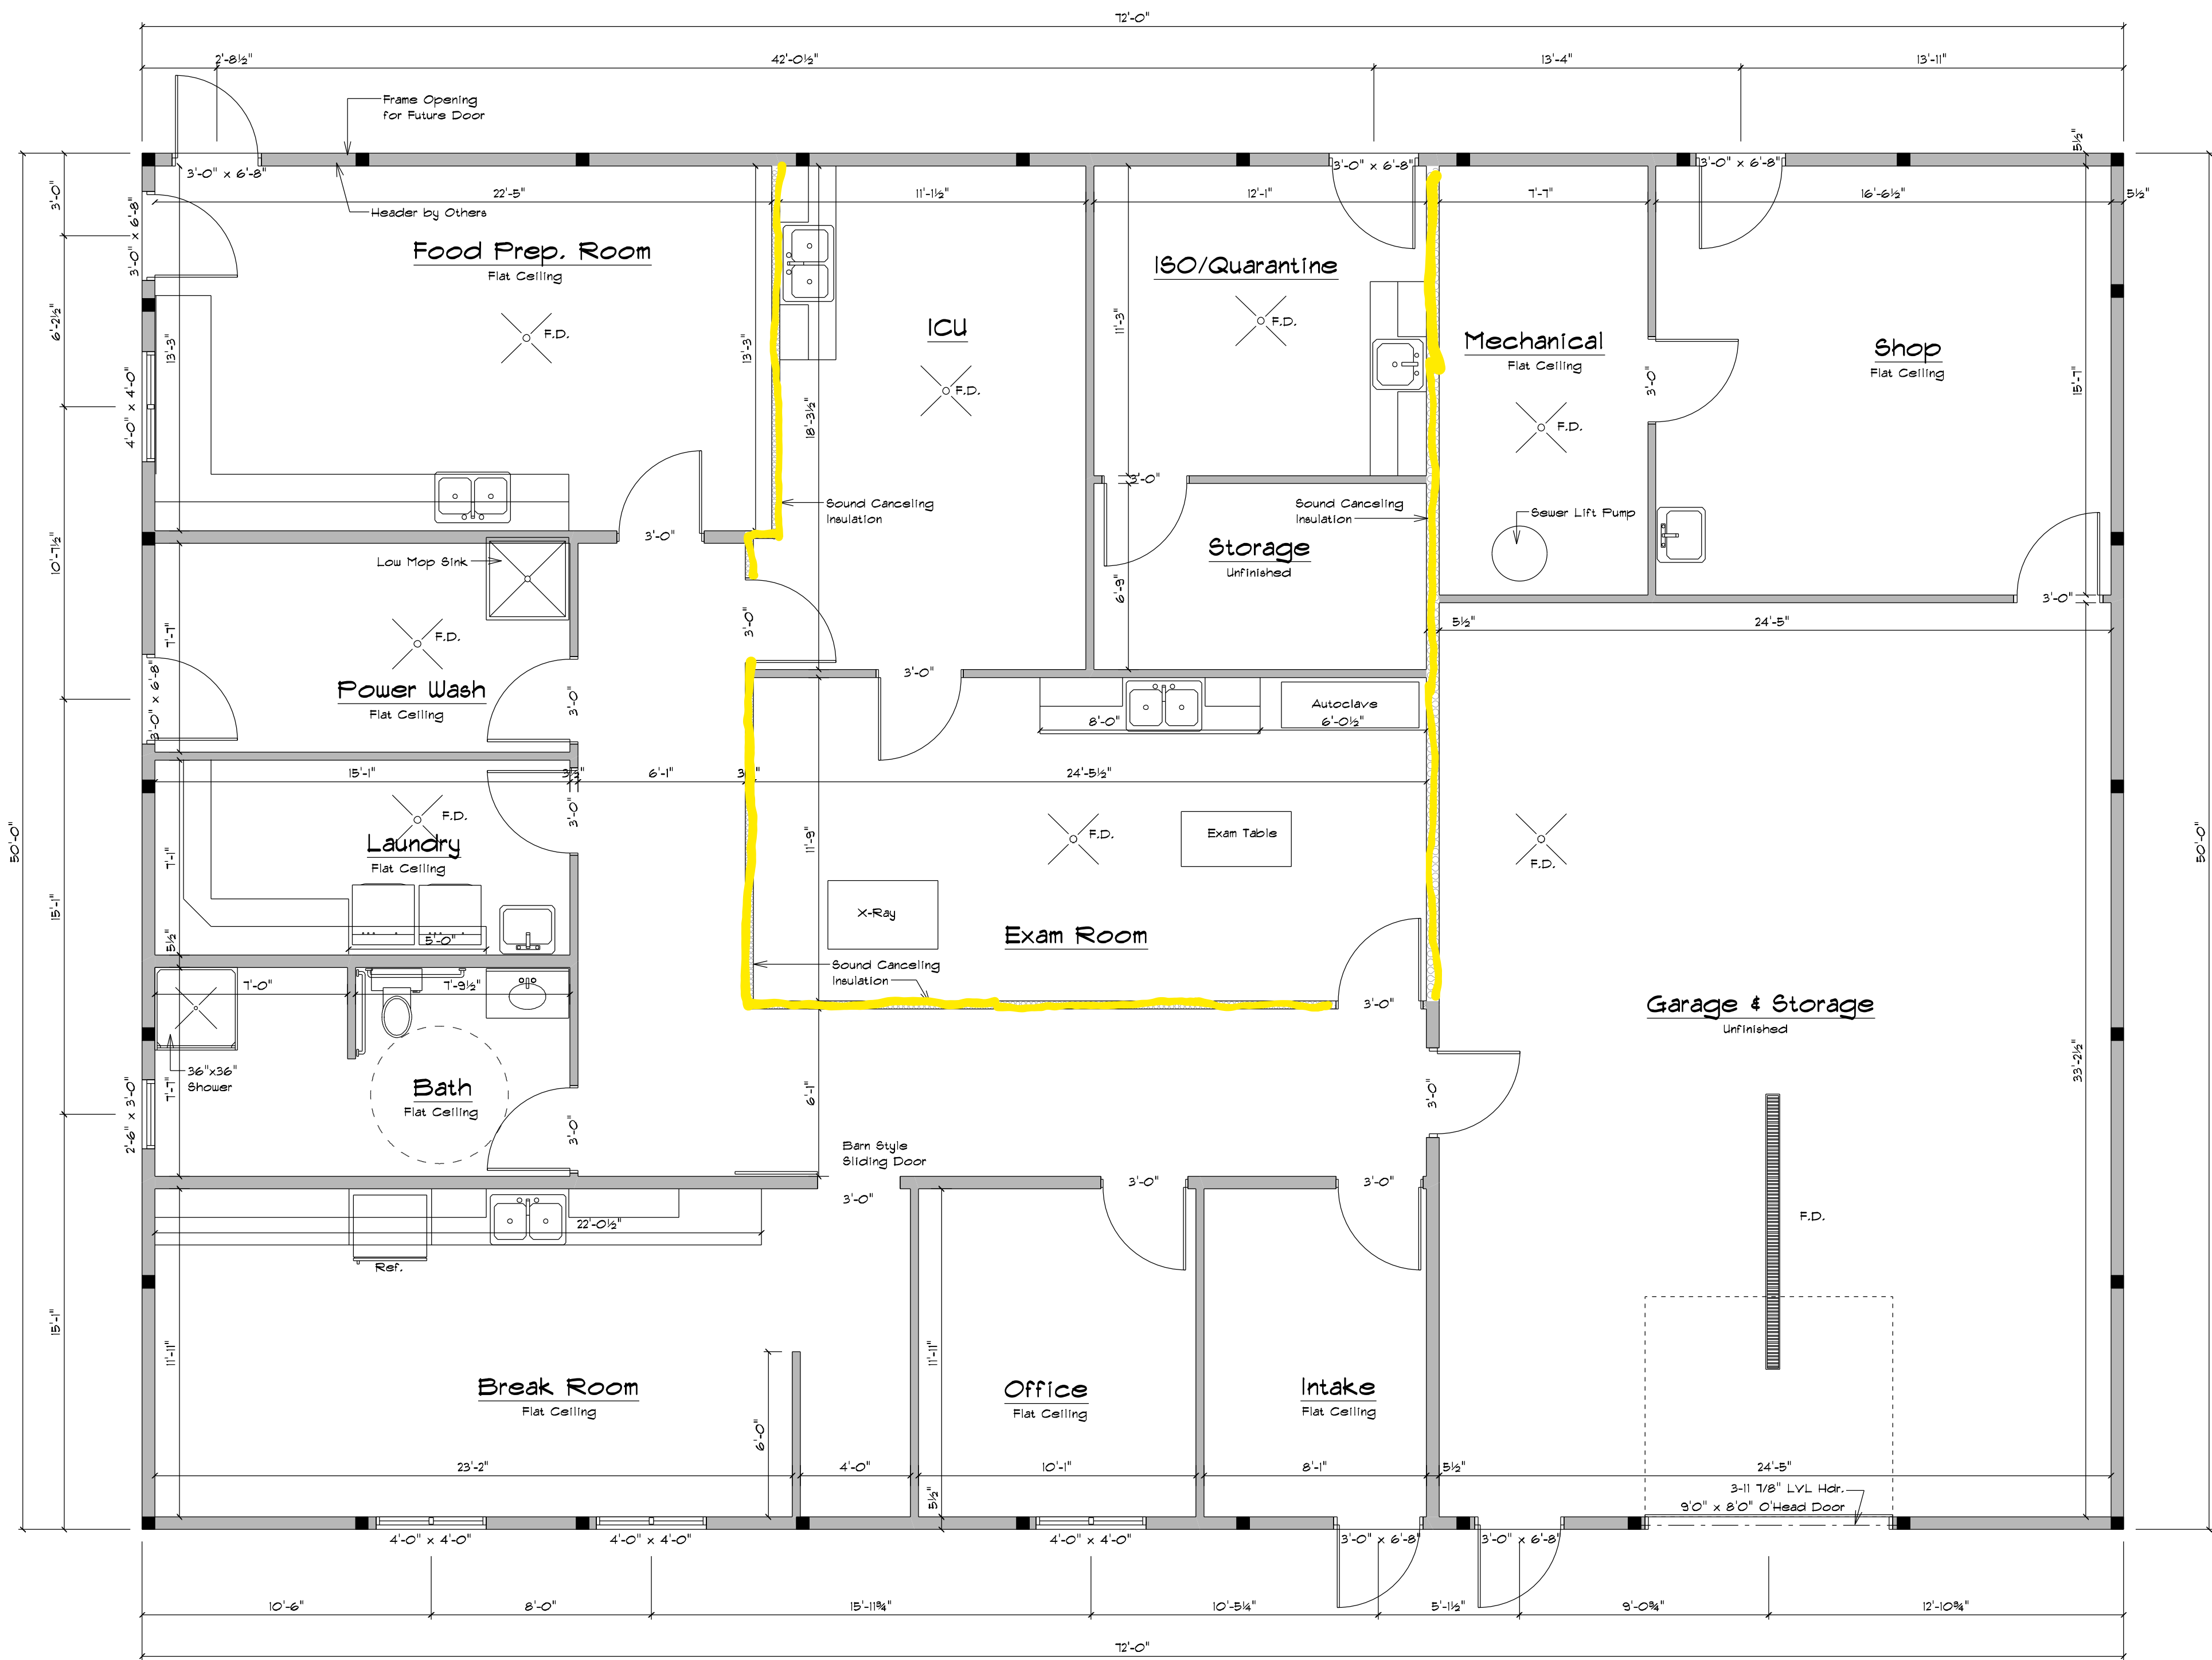 72'-0"
2'-8½"
42'-0½"
13'-4"
13'-11"
Frame Opening
for Future Door
3'-0" x 6'-8"
3'-0" x 6'-8"
3'-0" x 6'-8"
5½"
22'-5"
11'-1½"
12'-1"
7'-7"
16'-6½"
5½"
Header by Others
3'-0"
3'-0" x 6'-8"
Food Prep. Room
Flat Ceiling
ISO/Quarantine
F.D.
F.D.
11'-3"
6'-2½"
13'-3"
13'-3"
ICU
Mechanical
Flat Ceiling
Shop
Flat Ceiling
4'-0" x 4'-0"
F.D.
18'-3½"
3'-0"
15'-7"
F.D.
3'-0"
Sound Canceling
Insulation
Sound Canceling
Insulation
Sewer Lift Pump
3'-0"
10'-7½"
Low Mop Sink
Storage
Unfinished
6'-9"
3'-0"
3'-0"
5½"
24'-5"
7'-7"
F.D.
Power Wash
Flat Ceiling
3'-0"
3'-0" x 6'-8"
3'-0"
Autoclave
8'-0"
6'-0½"
15'-1"
3½"
6'-1"
24'-5½"
3'-0"
50'-0"
50'-0"
F.D.
Laundry
Flat Ceiling
7'-1"
11'-9"
F.D.
Exam Table
F.D.
15'-1"
X-Ray
Exam Room
5'-0"
5½"
Sound Canceling
Insulation
7'-0"
7'-9½"
3'-0"
Garage & Storage
Unfinished
36"x36"
Shower
2'-6" x 3'-0"
7'-7"
Bath
Flat Ceiling
3'-0"
6'-1"
3'-0"
33'-2½"
Barn Style
Sliding Door
3'-0"
3'-0"
3'-0"
22'-0½"
F.D.
Ref.
15'-1"
11'-11"
11'-11"
Break Room
Flat Ceiling
Office
Flat Ceiling
Intake
Flat Ceiling
6'-0"
23'-2"
4'-0"
10'-1"
8'-1"
5½"
24'-5"
5½"
3-11 7/8" LVL Hdr.
9'0" x 8'0" O'Head Door
4'-0" x 4'-0"
4'-0" x 4'-0"
4'-0" x 4'-0"
3'-0" x 6'-8"
3'-0" x 6'-8"
10'-6"
8'-0"
15'-11¾"
10'-5¼"
5'-1½"
9'-0¾"
12'-10¾"
72'-0"